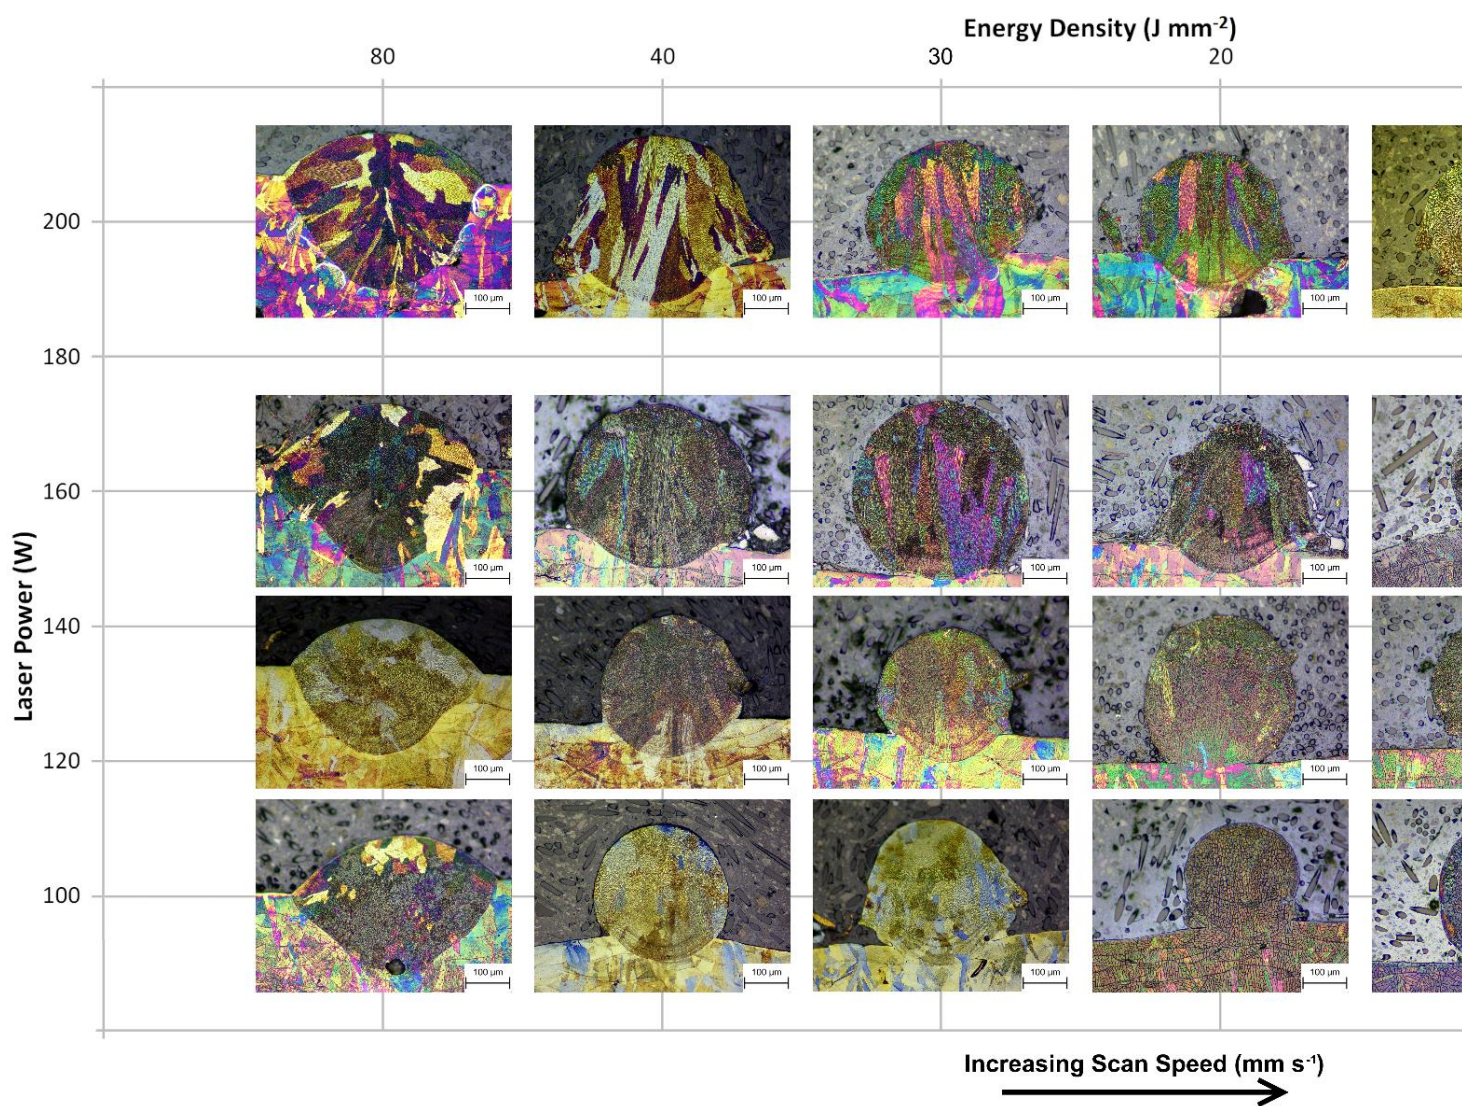 Energy Density (J mm⁻²)
80 40 30 20
200
100 µm 100 µm 100 µm 100 µm
180
160
100 µm 100 µm 100 µm 100 µm
Laser Power (W)
140
120
100 µm 100 µm 100 µm 100 µm
100
100 µm 100 µm 100 µm 100 µm
Increasing Scan Speed (mm s⁻¹)